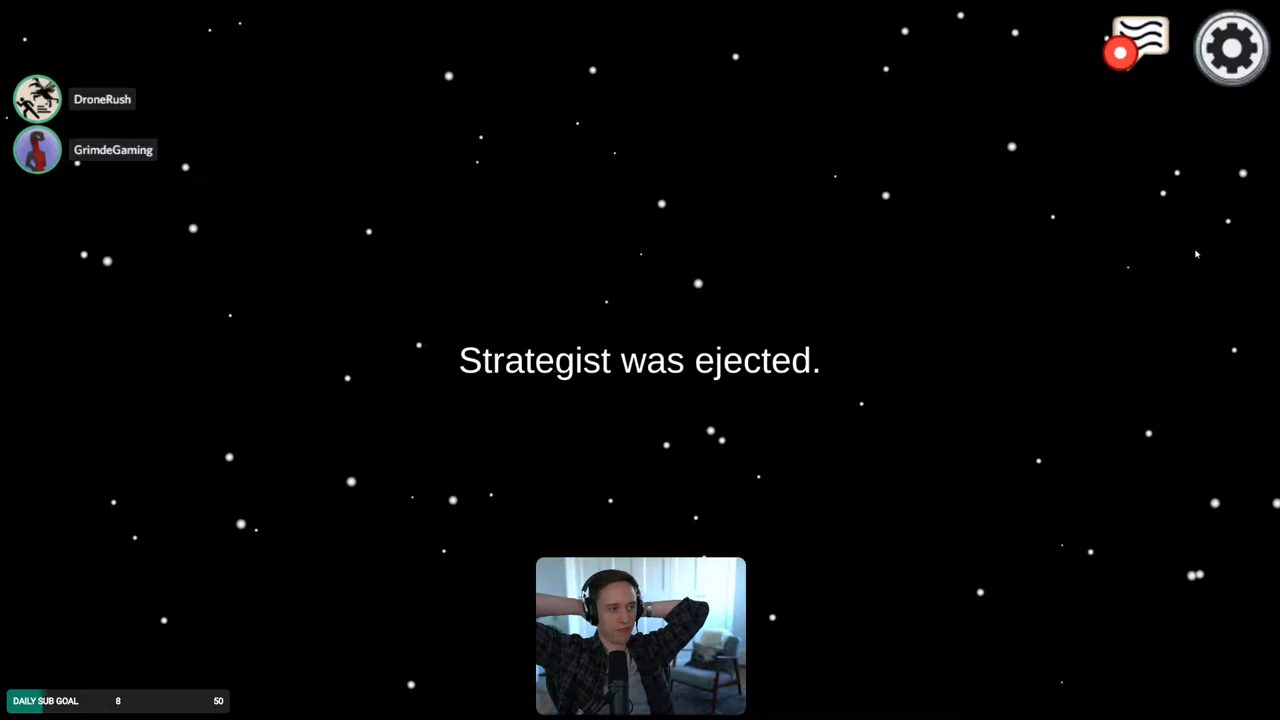 DroneRush
GrimdeGaming
Strategist was ejected.
DAILY SUB GOAL 8 50